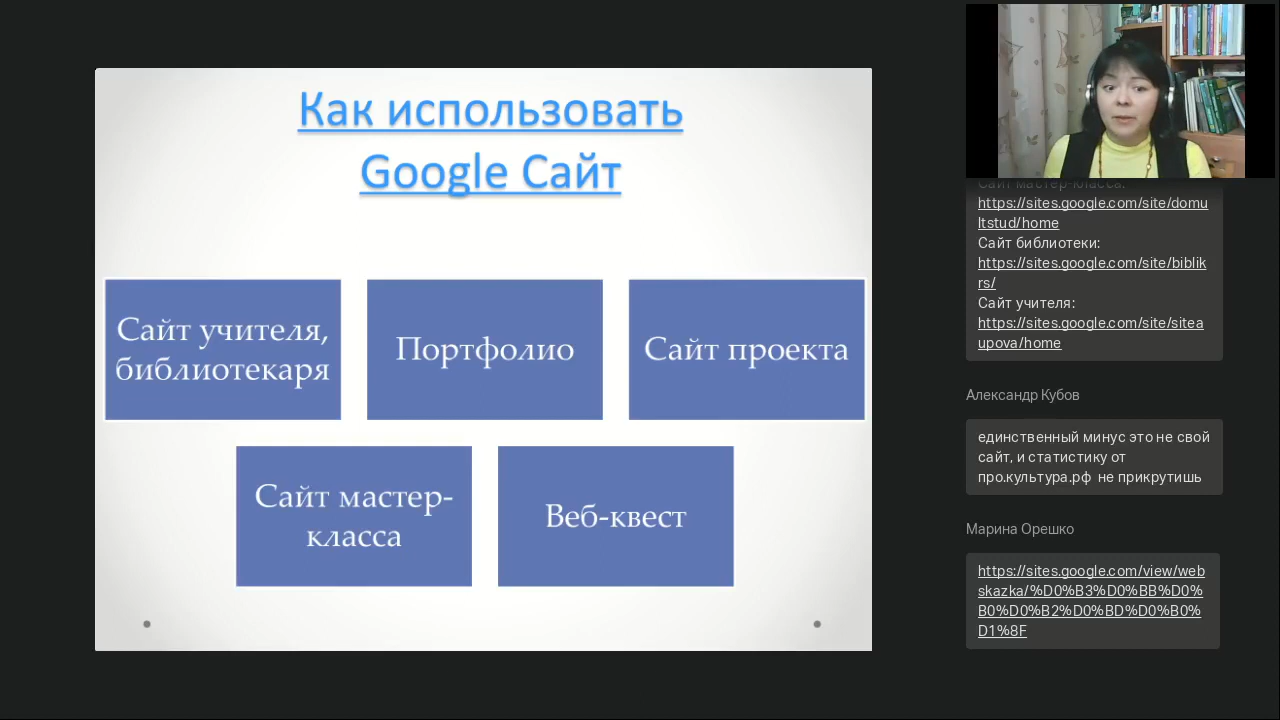 Как использовать
Google Сайт
Сайт учителя,
библиотекаря
Портфолио
Сайт проекта
Сайт мастер-
класса
Веб-квест
Сайт мастер-класса:
https://sites.google.com/site/domu
ltstud/home
Сайт библиотеки:
https://sites.google.com/site/biblik
rs/
Сайт учителя:
https://sites.google.com/site/sitea
upova/home
Александр Кубов
единственный минус это не свой
сайт, и статистику от
про.культура.рф не прикрутишь
Марина Орешко
https://sites.google.com/view/web
skazka/%D0%B3%D0%BB%D0%
B0%D0%B2%D0%BD%D0%B0%
D1%8F